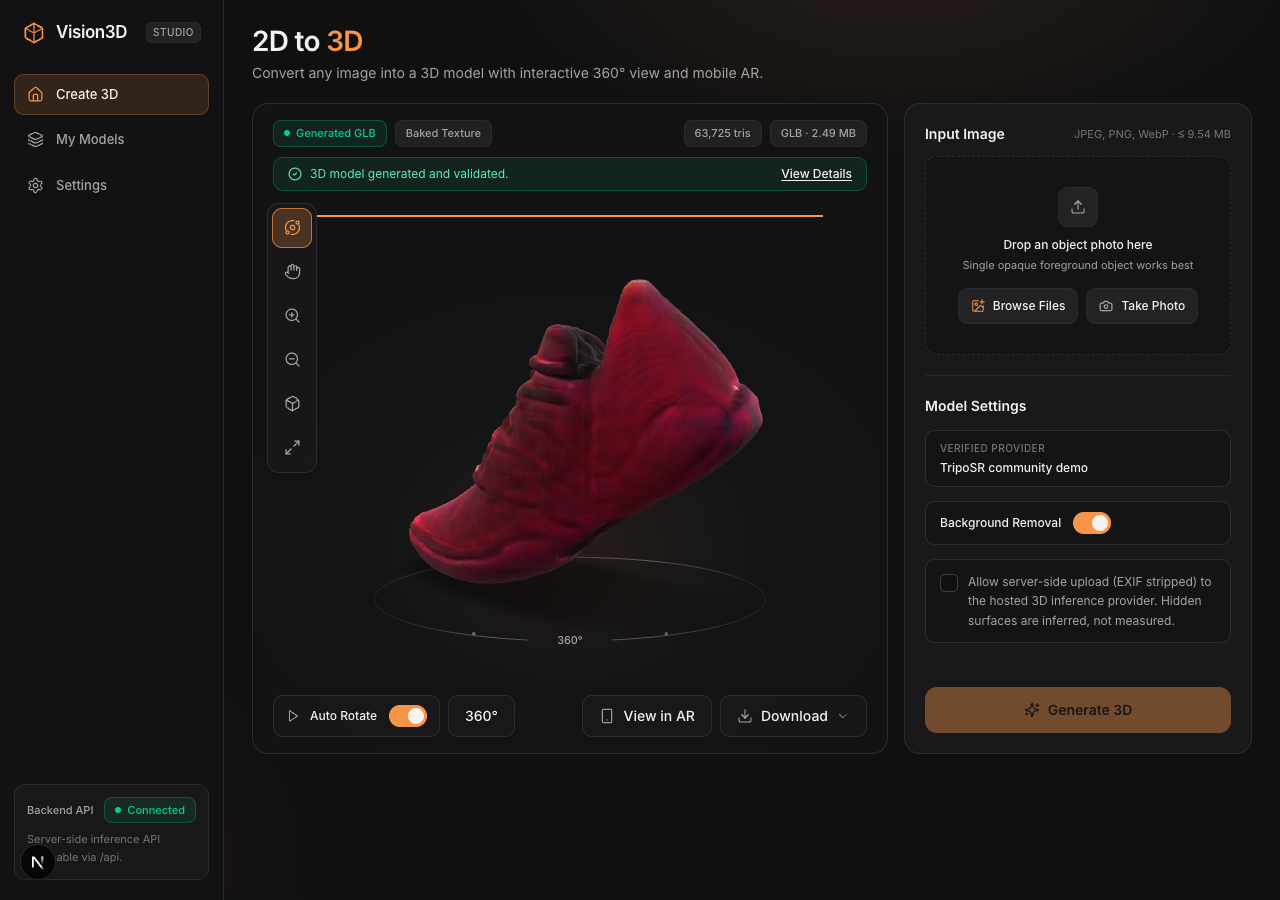 Vision3D
STUDIO
Create 3D
My Models
Settings
Backend API
Connected
Server-side inference API
able via /api.
N
2D to 3D
Convert any image into a 3D model with interactive 360° view and mobile AR.
Generated GLB
Baked Texture
63,725 tris
GLB · 2.49 MB
3D model generated and validated.
View Details
360°
Auto Rotate
360°
View in AR
Download
Input Image
JPEG, PNG, WebP · ≤ 9.54 MB
Drop an object photo here
Single opaque foreground object works best
Browse Files
Take Photo
Model Settings
VERIFIED PROVIDER
TripoSR community demo
Background Removal
Allow server-side upload (EXIF stripped) to
the hosted 3D inference provider. Hidden
surfaces are inferred, not measured.
Generate 3D